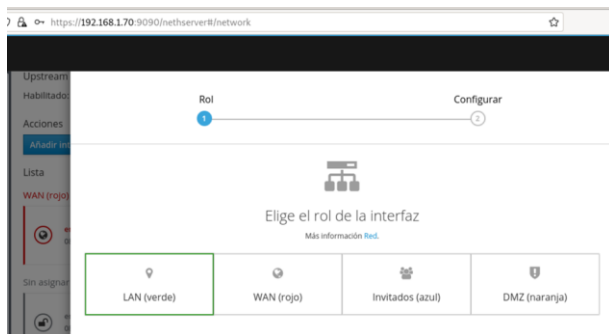 https://192.168.1.70:9090/nethserver#/network
Upstream
Habilitado:
Acciones
Añadir int
Lista
WAN (rojo)
Sin asignar
Rol
Configurar
1
2
Elige el rol de la interfaz
Más información Red.
LAN (verde)
WAN (rojo)
Invitados (azul)
DMZ (naranja)